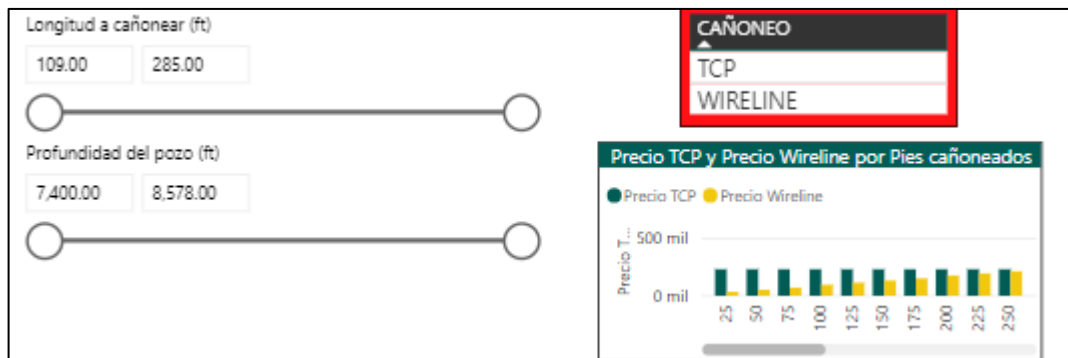 Longitud a cañonear (ft)
109.00 285.00
Profundidad del pozo (ft)
7,400.00 8,578.00
CAÑONEO
TCP
WIRELINE
Precio TCP y Precio Wireline por Pies cañoneados
Precio TCP Precio Wireline
Precio T...
500 mil
0 mil
25 50 75 100 125 150 175 200 225 250